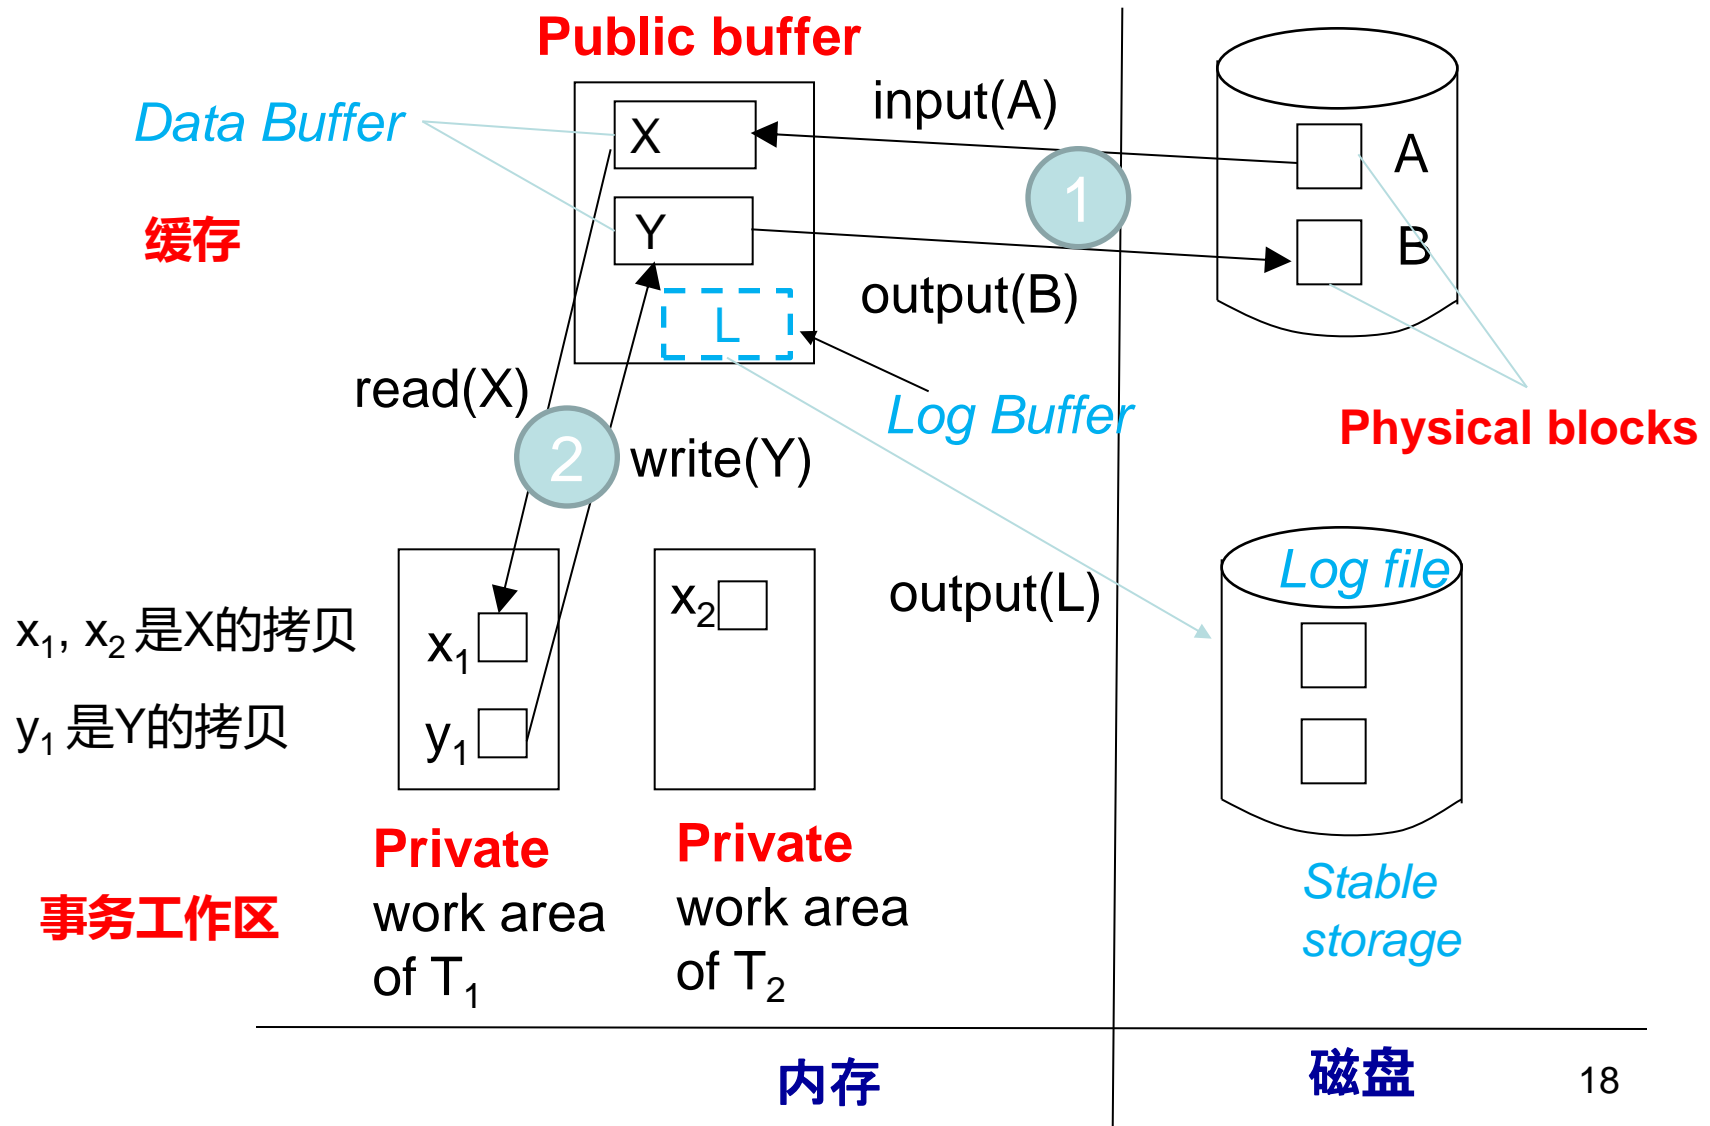 Public buffer
Data Buffer
X
input(A)
A
1
缓存
Y
B
output(B)
L
read(X)
Log Buffer
Physical blocks
2
write(Y)
Log file
x₂
output(L)
x₁, x₂ 是X的拷贝
x₁
y₁ 是Y的拷贝
y₁
Private
work area
of T₁
Private
work area
of T₂
Stable
storage
事务工作区
内存
磁盘
18